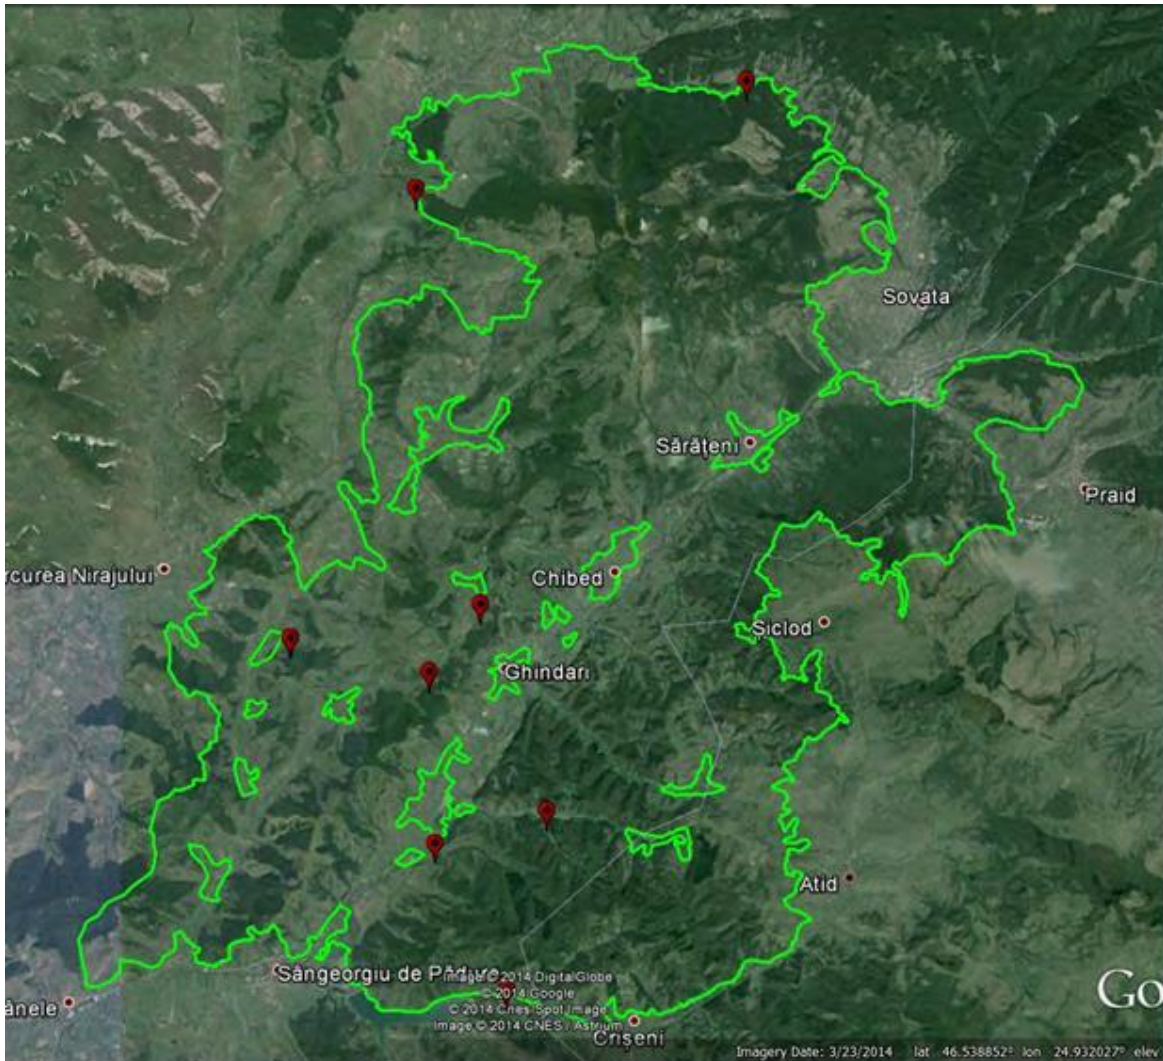 Sovata
Sărățeni
Praid
rcurea Nirajului
Chibed
Șiclod
Ghindari
Atid
Sângeorgiu de Pădure
Image © 2014 DigitalGlobe
© 2014 Google
© 2014 Cnes/Spot Image
Image © 2014 CNES / Astrium
ânele
Crișeni
Go
Imagery Date: 3/23/2014 lat 46.538852° lon 24.932027° elev